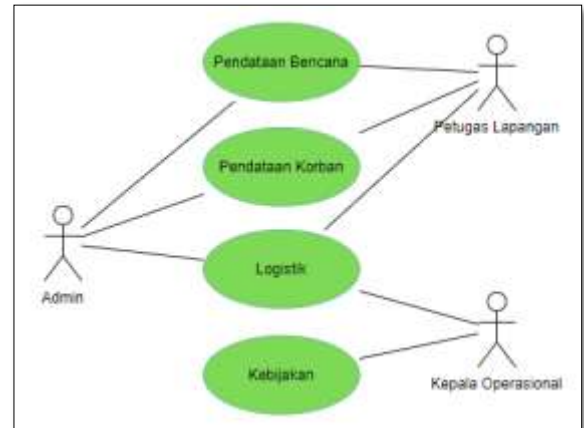 Pendataan Bencana
Petugas Lapangan
Pendataan Korban
Logistik
Admin
Kebijakan
Kepala Operasional